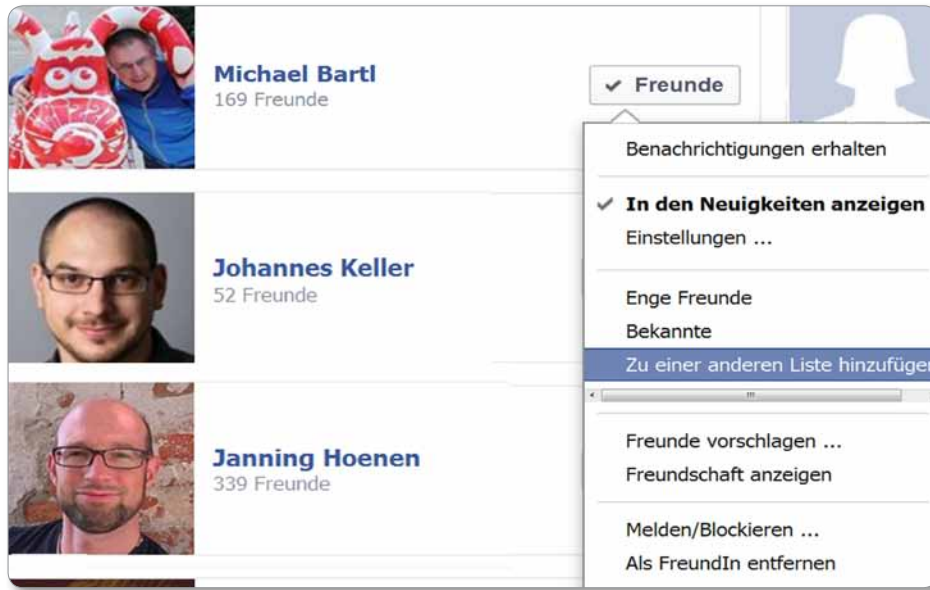 Michael Bartl
169 Freunde
Freunde
Benachrichtigungen erhalten
In den Neuigkeiten anzeigen
Einstellungen ...
Johannes Keller
52 Freunde
Enge Freunde
Bekannte
Zu einer anderen Liste hinzufügen
Janning Hoenen
339 Freunde
Freunde vorschlagen ...
Freundschaft anzeigen
Melden/Blockieren ...
Als FreundIn entfernen